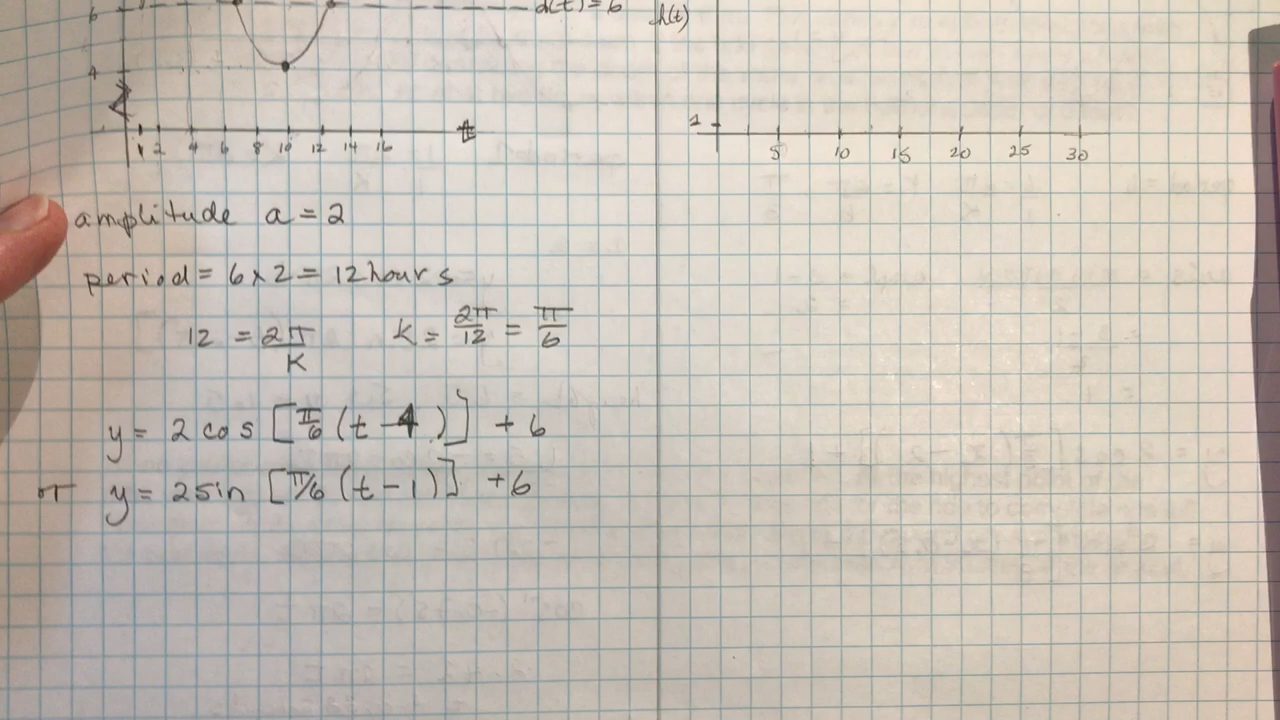 6 d(t) = 6
4
1 2 4 6 8 10 12 14 16 t
amplitude a = 2
period = 6 x 2 = 12 hours
12 = 2π/K K = 2π/12 = π/6
y = 2 cos [π/6 (t - 4)] + 6
or y = 2 sin [π/6 (t - 1)] + 6
h(t)
1
5 10 15 20 25 30